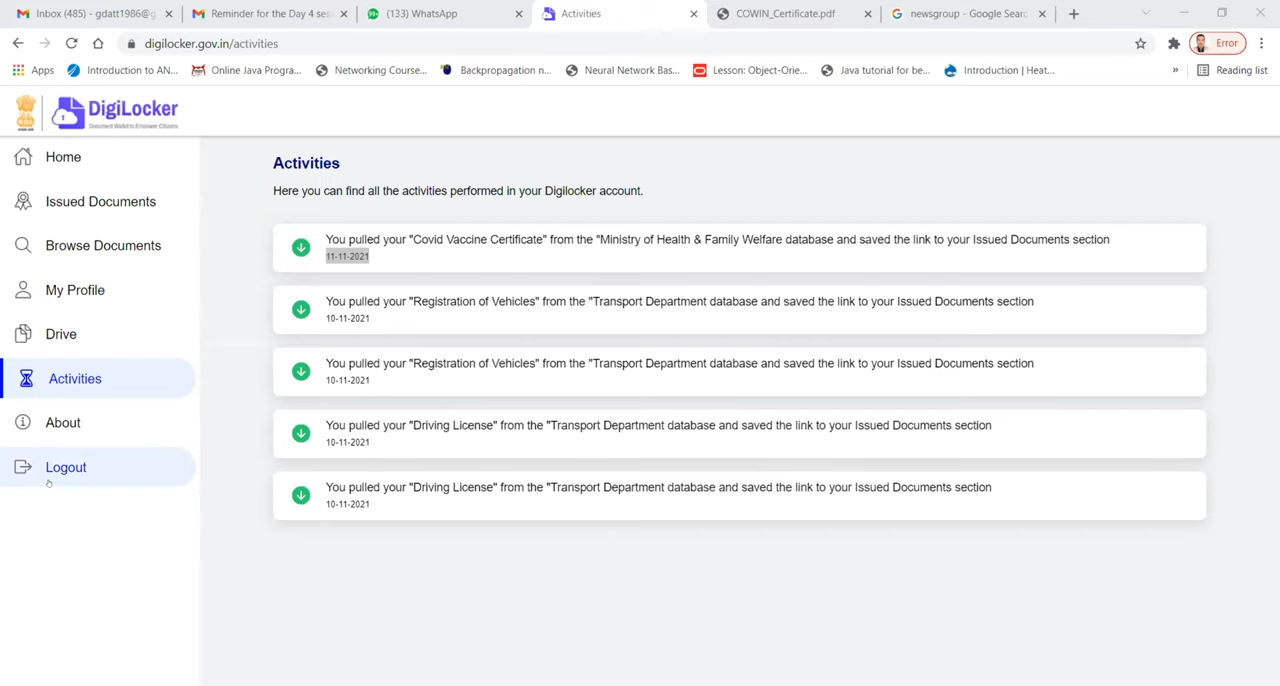 Inbox (485) - gdatt1986@g
Reminder for the Day 4 ses
(133) WhatsApp
Activities
COWIN_Certificate.pdf
newsgroup - Google Searc
digilocker.gov.in/activities
Error
Apps
Introduction to AN...
Online Java Progra...
Networking Course...
Backpropagation n...
Neural Network Bas...
Lesson: Object-Orie...
Java tutorial for be...
Introduction | Heat...
»
Reading list
DigiLocker
Document Wallet to Empower Citizens
Home
Issued Documents
Browse Documents
My Profile
Drive
Activities
About
Logout
Activities
Here you can find all the activities performed in your Digilocker account.
You pulled your "Covid Vaccine Certificate" from the "Ministry of Health & Family Welfare database and saved the link to your Issued Documents section
11-11-2021
You pulled your "Registration of Vehicles" from the "Transport Department database and saved the link to your Issued Documents section
10-11-2021
You pulled your "Registration of Vehicles" from the "Transport Department database and saved the link to your Issued Documents section
10-11-2021
You pulled your "Driving License" from the "Transport Department database and saved the link to your Issued Documents section
10-11-2021
You pulled your "Driving License" from the "Transport Department database and saved the link to your Issued Documents section
10-11-2021